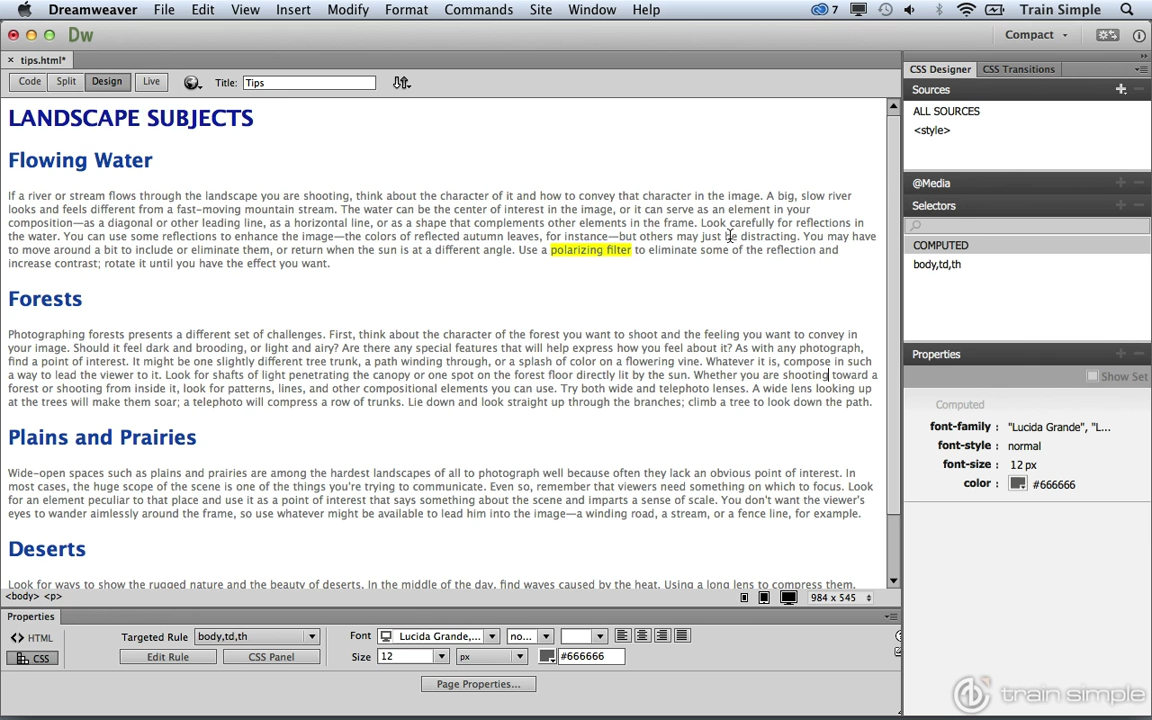 Dreamweaver File Edit View Insert Modify Format Commands Site Window Help 7 Train Simple
Dw Compact
× tips.html*
Code Split Design Live Title: Tips
LANDSCAPE SUBJECTS
Flowing Water
If a river or stream flows through the landscape you are shooting, think about the character of it and how to convey that character in the image. A big, slow river
looks and feels different from a fast-moving mountain stream. The water can be the center of interest in the image, or it can serve as an element in your
composition—as a diagonal or other leading line, as a horizontal line, or as a shape that complements other elements in the frame. Look carefully for reflections in
the water. You can use some reflections to enhance the image—the colors of reflected autumn leaves, for instance—but others may just be distracting. You may have
to move around a bit to include or eliminate them, or return when the sun is at a different angle. Use a polarizing filter to eliminate some of the reflection and
increase contrast; rotate it until you have the effect you want.
Forests
Photographing forests presents a different set of challenges. First, think about the character of the forest you want to shoot and the feeling you want to convey in
your image. Should it feel dark and brooding, or light and airy? Are there any special features that will help express how you feel about it? As with any photograph,
find a point of interest. It might be one slightly different tree trunk, a path winding through, or a splash of color on a flowering vine. Whatever it is, compose in such
a way to lead the viewer to it. Look for shafts of light penetrating the canopy or one spot on the forest floor directly lit by the sun. Whether you are shooting toward a
forest or shooting from inside it, look for patterns, lines, and other compositional elements you can use. Try both wide and telephoto lenses. A wide lens looking up
at the trees will make them soar; a telephoto will compress a row of trunks. Lie down and look straight up through the branches; climb a tree to look down the path.
Plains and Prairies
Wide-open spaces such as plains and prairies are among the hardest landscapes of all to photograph well because often they lack an obvious point of interest. In
most cases, the huge scope of the scene is one of the things you're trying to communicate. Even so, remember that viewers need something on which to focus. Look
for an element peculiar to that place and use it as a point of interest that says something about the scene and imparts a sense of scale. You don't want the viewer's
eyes to wander aimlessly around the frame, so use whatever might be available to lead him into the image—a winding road, a stream, or a fence line, for example.
Deserts
Look for ways to show the rugged nature and the beauty of deserts. In the middle of the day, find waves caused by the heat. Using a long lens to compress them,
<body> <p> 984 x 545
Properties
<> HTML Targeted Rule body,td,th Font Lucida Grande,... no...
CSS Edit Rule CSS Panel Size 12 px #666666
Page Properties...
CSS Designer CSS Transitions
Sources
ALL SOURCES
<style>
@Media
Selectors
COMPUTED
body,td,th
Properties
Show Set
Computed
font-family : "Lucida Grande", "L...
font-style : normal
font-size : 12 px
color : #666666
train simple